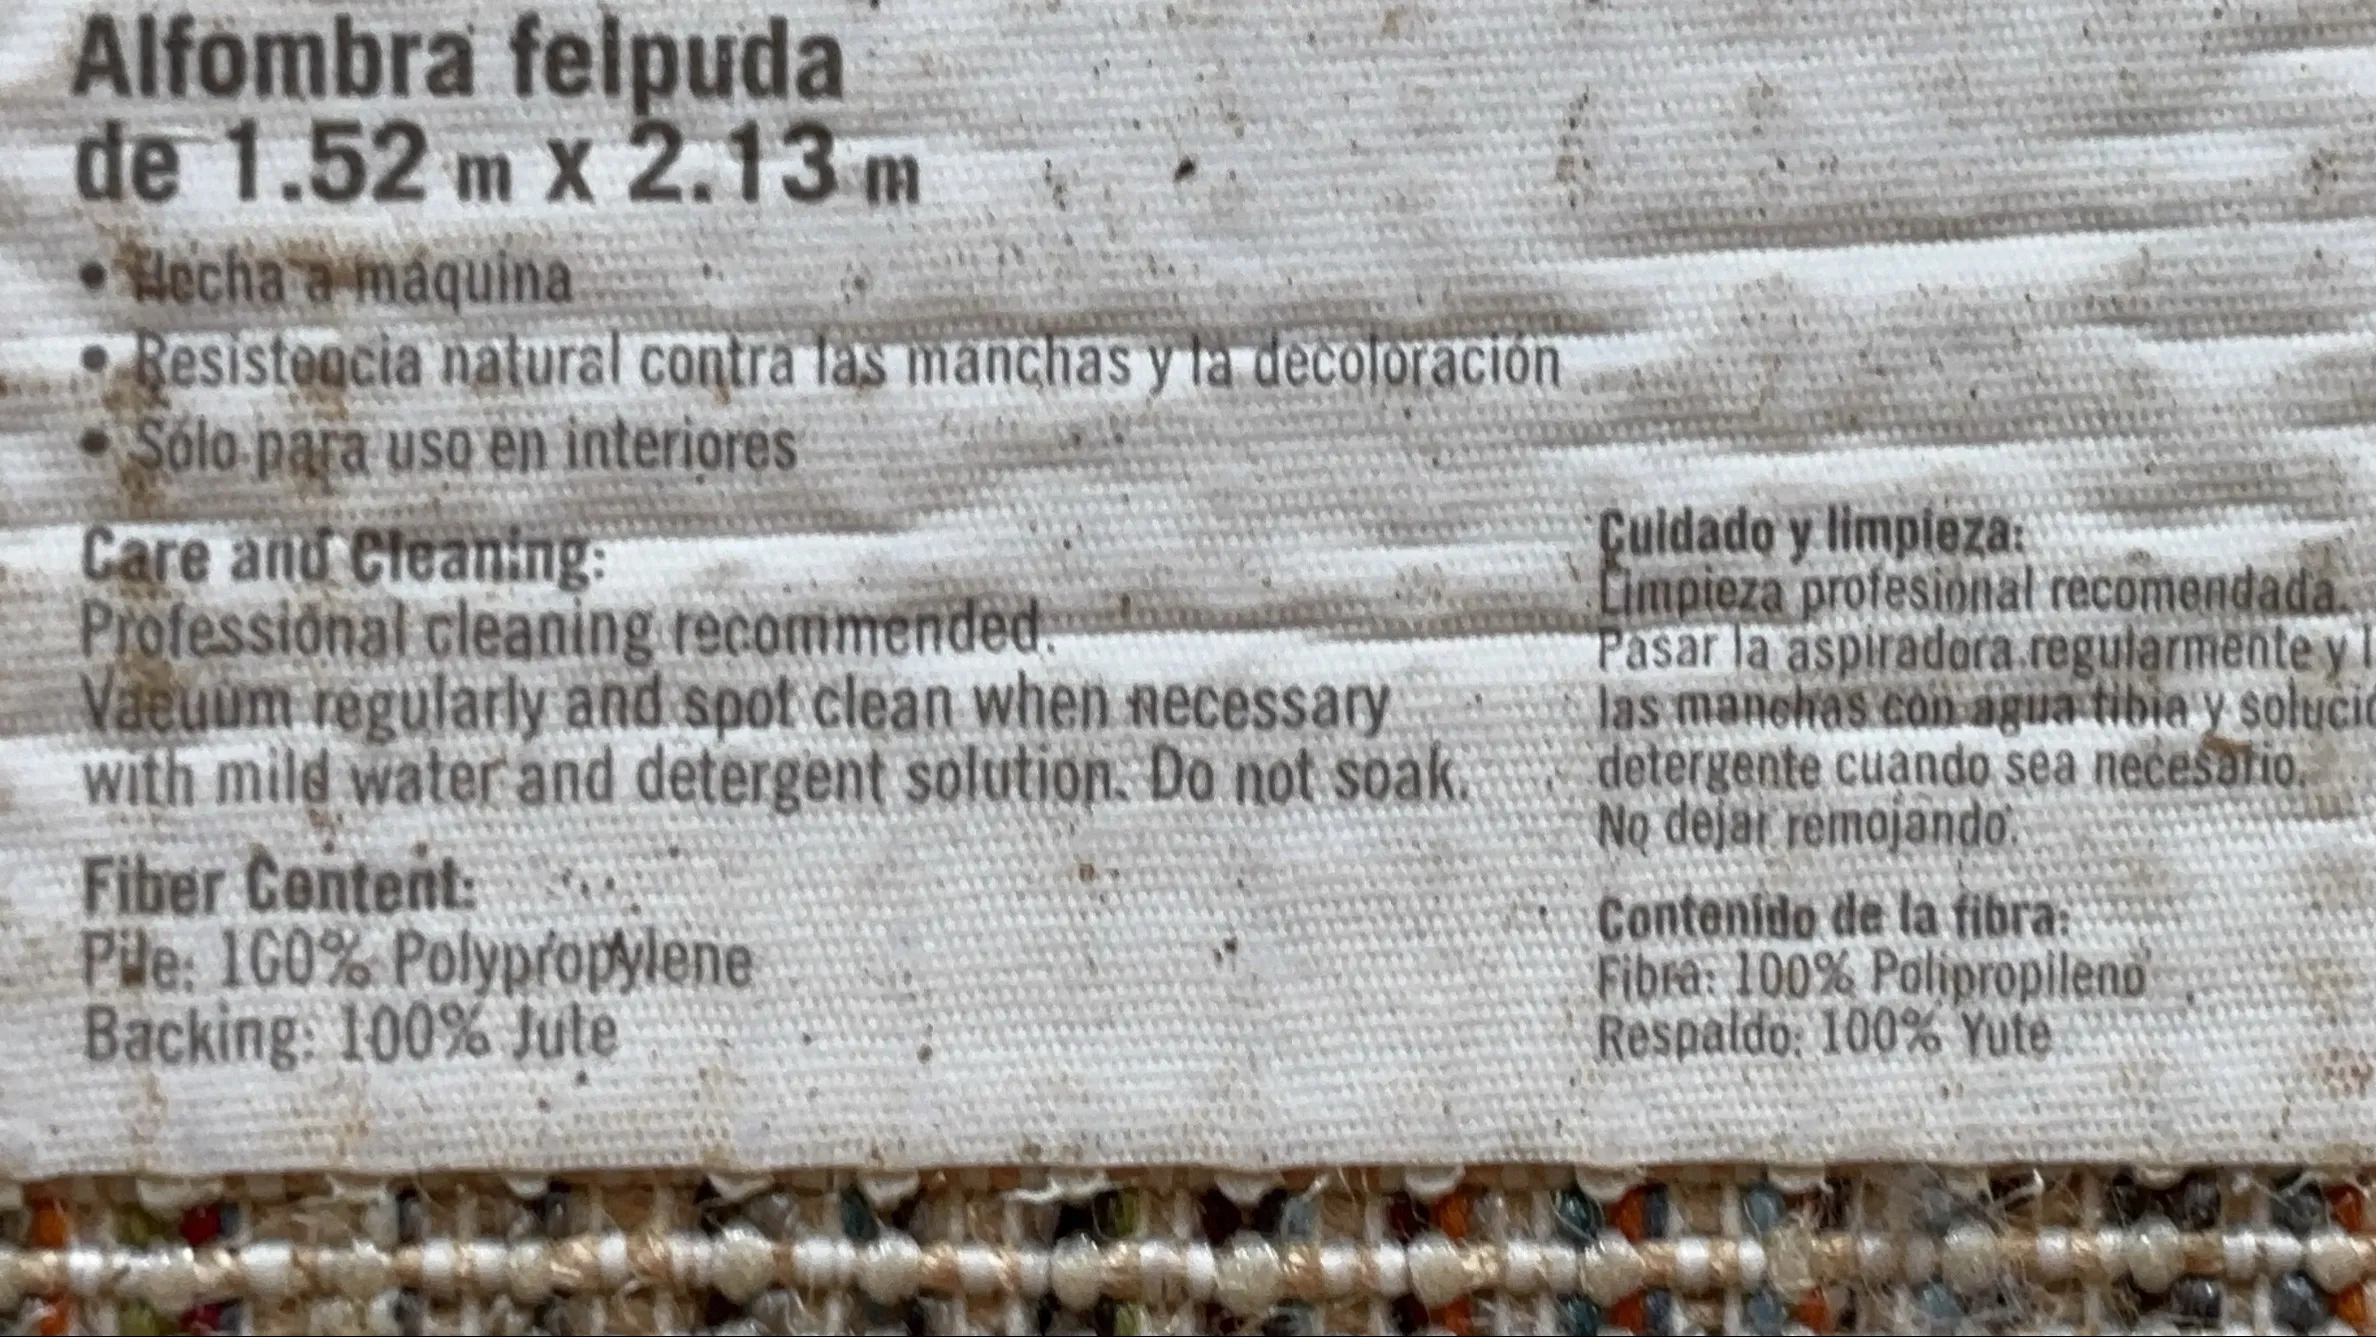 Alfombra felpuda
de 1.52 m x 2.13 m
• Hecha a máquina
• Resistencia natural contra las manchas y la decoloración
• Sólo para uso en interiores
Care and Cleaning:
Professional cleaning recommended.
Vacuum regularly and spot clean when necessary
with mild water and detergent solution. Do not soak.
Fiber Content:
Pile: 100% Polypropylene
Backing: 100% Jute
Cuidado y limpieza:
Limpieza profesional recomendada.
Pasar la aspiradora regularmente y
las manchas con agua tibia y
detergente cuando sea necesario.
No dejar remojando.
Contenido de la fibra:
Fibra: 100% Polipropileno
Respaldo: 100% Yute